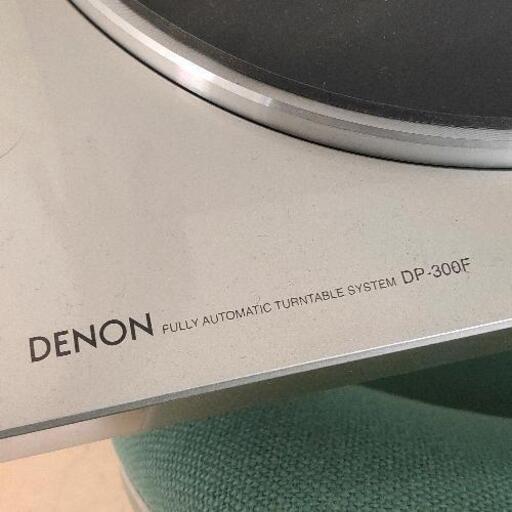 DENON FULLY AUTOMATIC TURNTABLE SYSTEM DP-300F